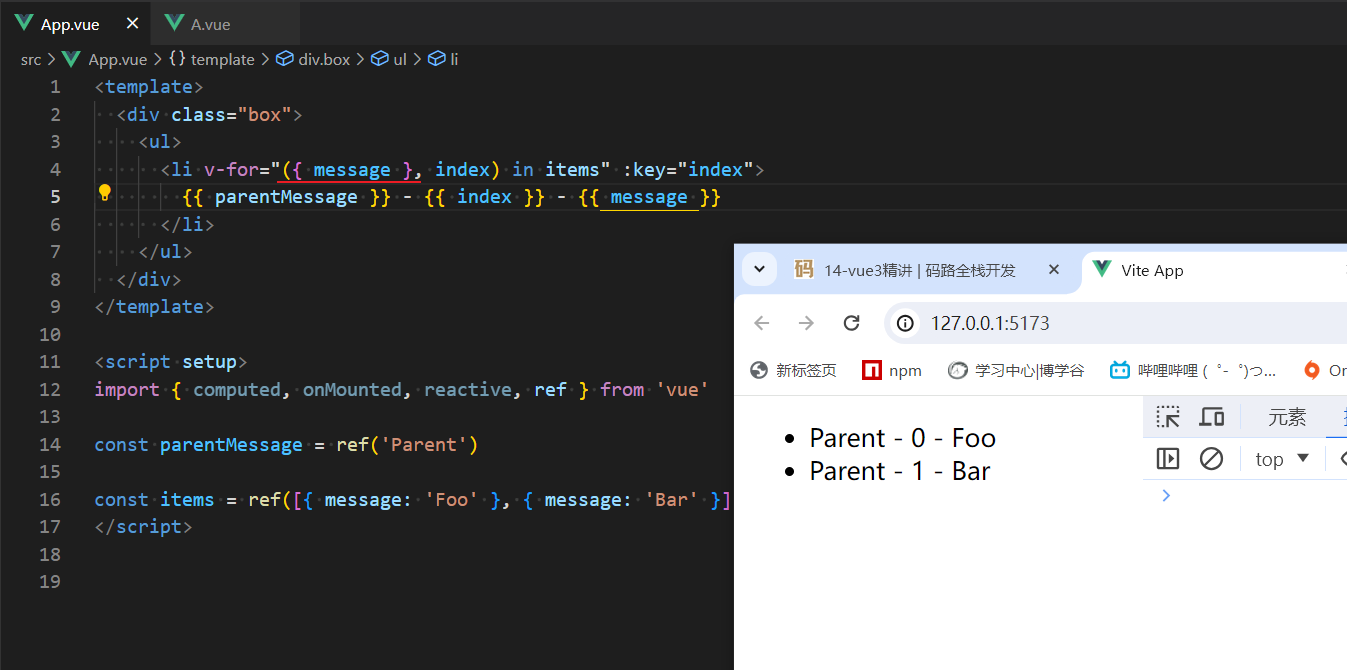 App.vue
A.vue
src > App.vue > {} template > div.box > ul > li
1 <template>
2 <div class="box">
3 <ul>
4 <li v-for="({ message }, index) in items" :key="index">
5 {{ parentMessage }} - {{ index }} - {{ message }}
6 </li>
7 </ul>
8 </div>
9 </template>
10
11 <script setup>
12 import { computed, onMounted, reactive, ref } from 'vue'
13
14 const parentMessage = ref('Parent')
15
16 const items = ref([{ message: 'Foo' }, { message: 'Bar' }]
17 </script>
18
19
码 14-vue3精讲 | 码路全栈开发
Vite App
127.0.0.1:5173
新标签页
npm
学习中心|博学谷
哔哩哔哩 ( ゜- ゜)つ...
Or
• Parent - 0 - Foo
• Parent - 1 - Bar
元素
top